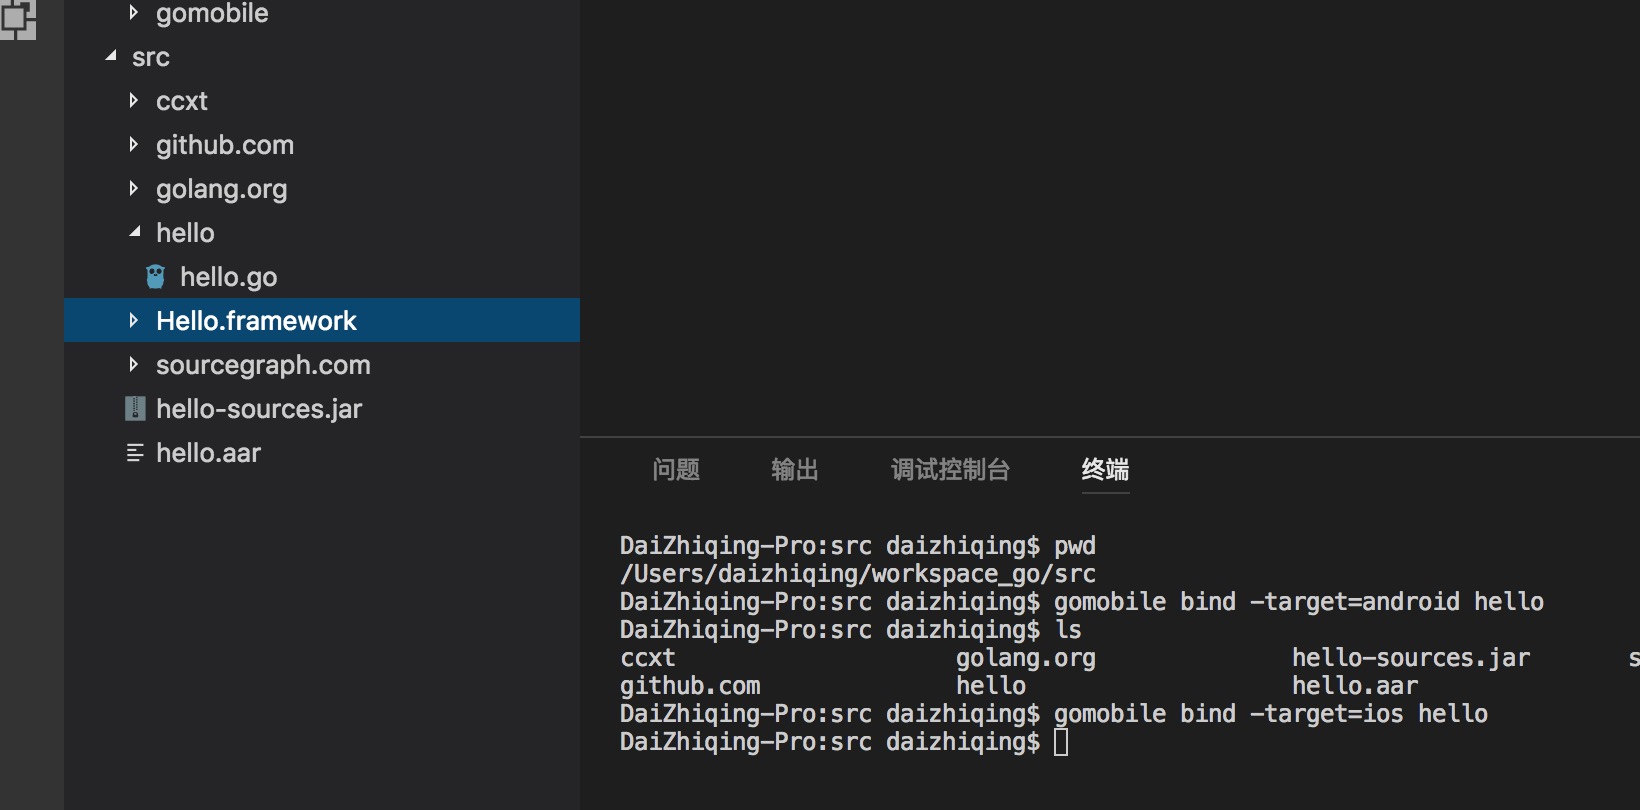 gomobile
src
ccxt
github.com
golang.org
hello
hello.go
Hello.framework
sourcegraph.com
hello-sources.jar
hello.aar
问题 输出 调试控制台 终端
DaiZhiqing-Pro:src daizhiqing$ pwd
/Users/daizhiqing/workspace_go/src
DaiZhiqing-Pro:src daizhiqing$ gomobile bind -target=android hello
DaiZhiqing-Pro:src daizhiqing$ ls
ccxt golang.org hello-sources.jar s
github.com hello hello.aar
DaiZhiqing-Pro:src daizhiqing$ gomobile bind -target=ios hello
DaiZhiqing-Pro:src daizhiqing$